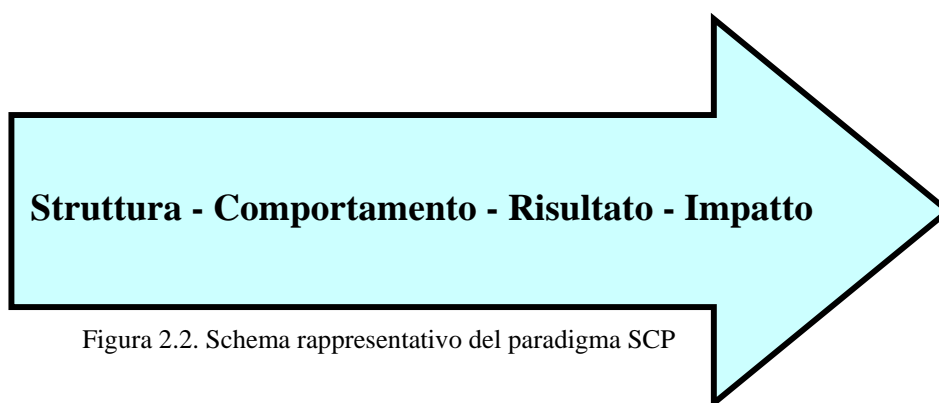 Struttura - Comportamento - Risultato - Impatto
Figura 2.2. Schema rappresentativo del paradigma SCP